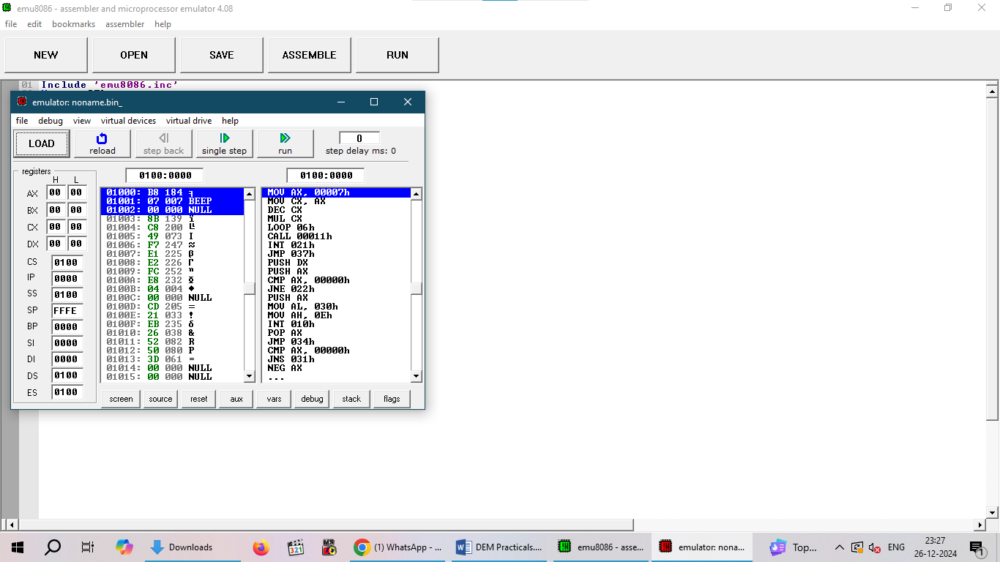 emu8086 - assembler and microprocessor emulator 4.08
file edit bookmarks assembler help
NEW OPEN SAVE ASSEMBLE RUN
01 Include 'emu8086.inc'
emulator: noname.bin_
file debug view virtual devices virtual drive help
LOAD reload step back single step run 0 step delay ms: 0
registers
H L
0100:0000 0100:0000
AX 00 00
BX 00 00
CX 00 00
DX 00 00
CS 0100
IP 0000
SS 0100
SP FFFE
BP 0000
SI 0000
DI 0000
DS 0100
ES 0100
01000: B8 184 ╕
01001: 07 007 BEEP
01002: 00 000 NULL
01003: 8B 139 ï
01004: C8 200 ╚
01005: 49 073 I
01006: F7 247 ≈
01007: E1 225 β
01008: E2 226 Γ
01009: FC 252 ⁿ
0100A: E8 232 Φ
0100B: 04 004 ♦
0100C: 00 000 NULL
0100D: CD 205 =
0100E: 21 033 !
0100F: EB 235 δ
01010: 26 038 &
01011: 52 082 R
01012: 50 080 P
01013: 3D 061 =
01014: 00 000 NULL
01015: 00 000 NULL
MOV AX, 00007h
MOV CX, AX
DEC CX
MUL CX
LOOP 06h
CALL 00011h
INT 021h
JMP 037h
PUSH DX
PUSH AX
CMP AX, 00000h
JNE 022h
PUSH AX
MOV AL, 030h
MOV AH, 0Eh
INT 010h
POP AX
JMP 034h
CMP AX, 00000h
JNS 031h
NEG AX
...
screen source reset aux vars debug stack flags
Downloads
321
(1) WhatsApp - ...
DEM Practicals....
emu8086 - asse...
emulator: nona...
Top...
ENG
23:27
26-12-2024
1